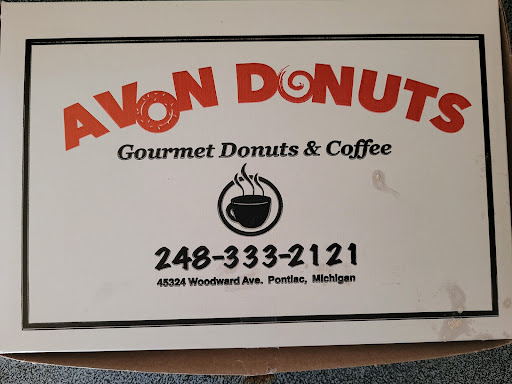 AVON DONUTS
Gourmet Donuts & Coffee
248-333-2121
45324 Woodward Ave. Pontiac, Michigan